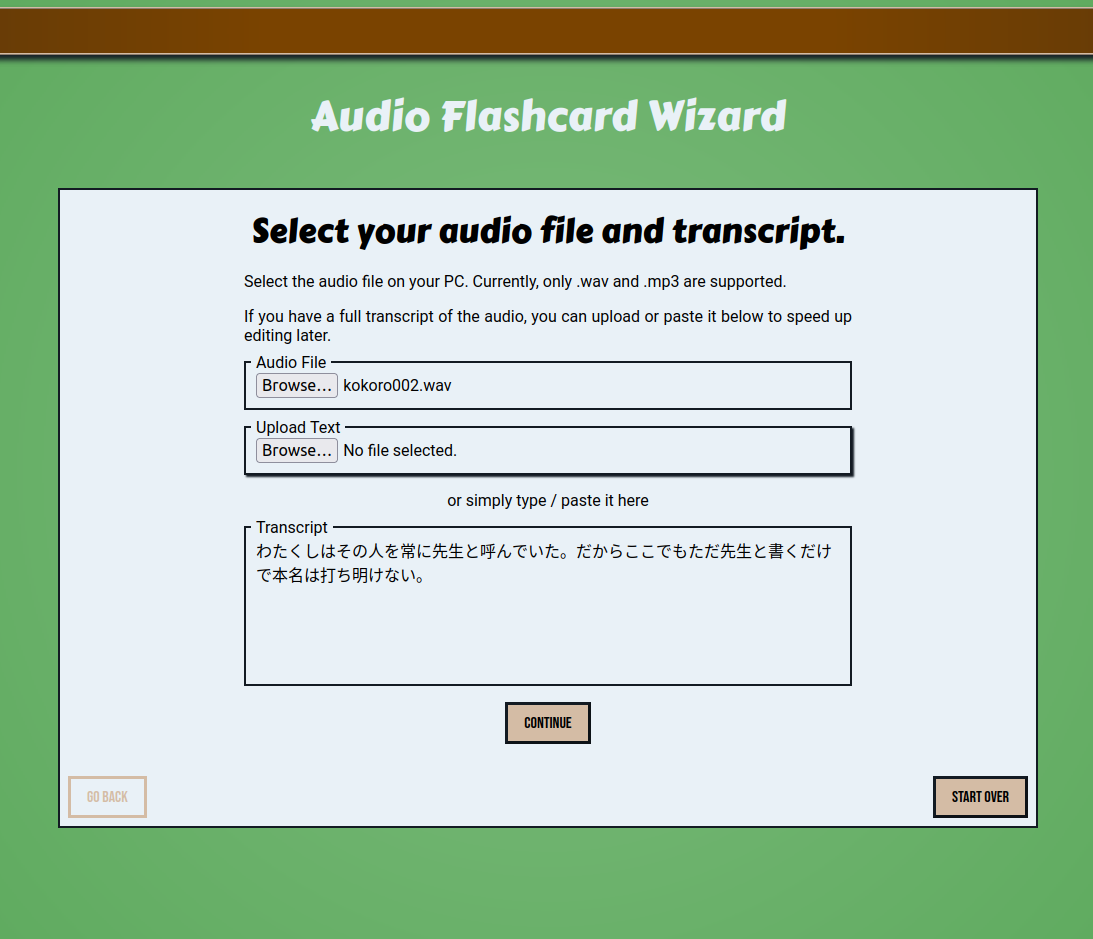 Audio Flashcard Wizard
Select your audio file and transcript.
Select the audio file on your PC. Currently, only .wav and .mp3 are supported.
If you have a full transcript of the audio, you can upload or paste it below to speed up
editing later.
Audio File
Browse... kokoro002.wav
Upload Text
Browse... No file selected.
or simply type / paste it here
Transcript
わたくしはその人を常に先生と呼んでいた。だからここでもただ先生と書くだけ
で本名は打ち明けない。
CONTINUE
GO BACK
START OVER